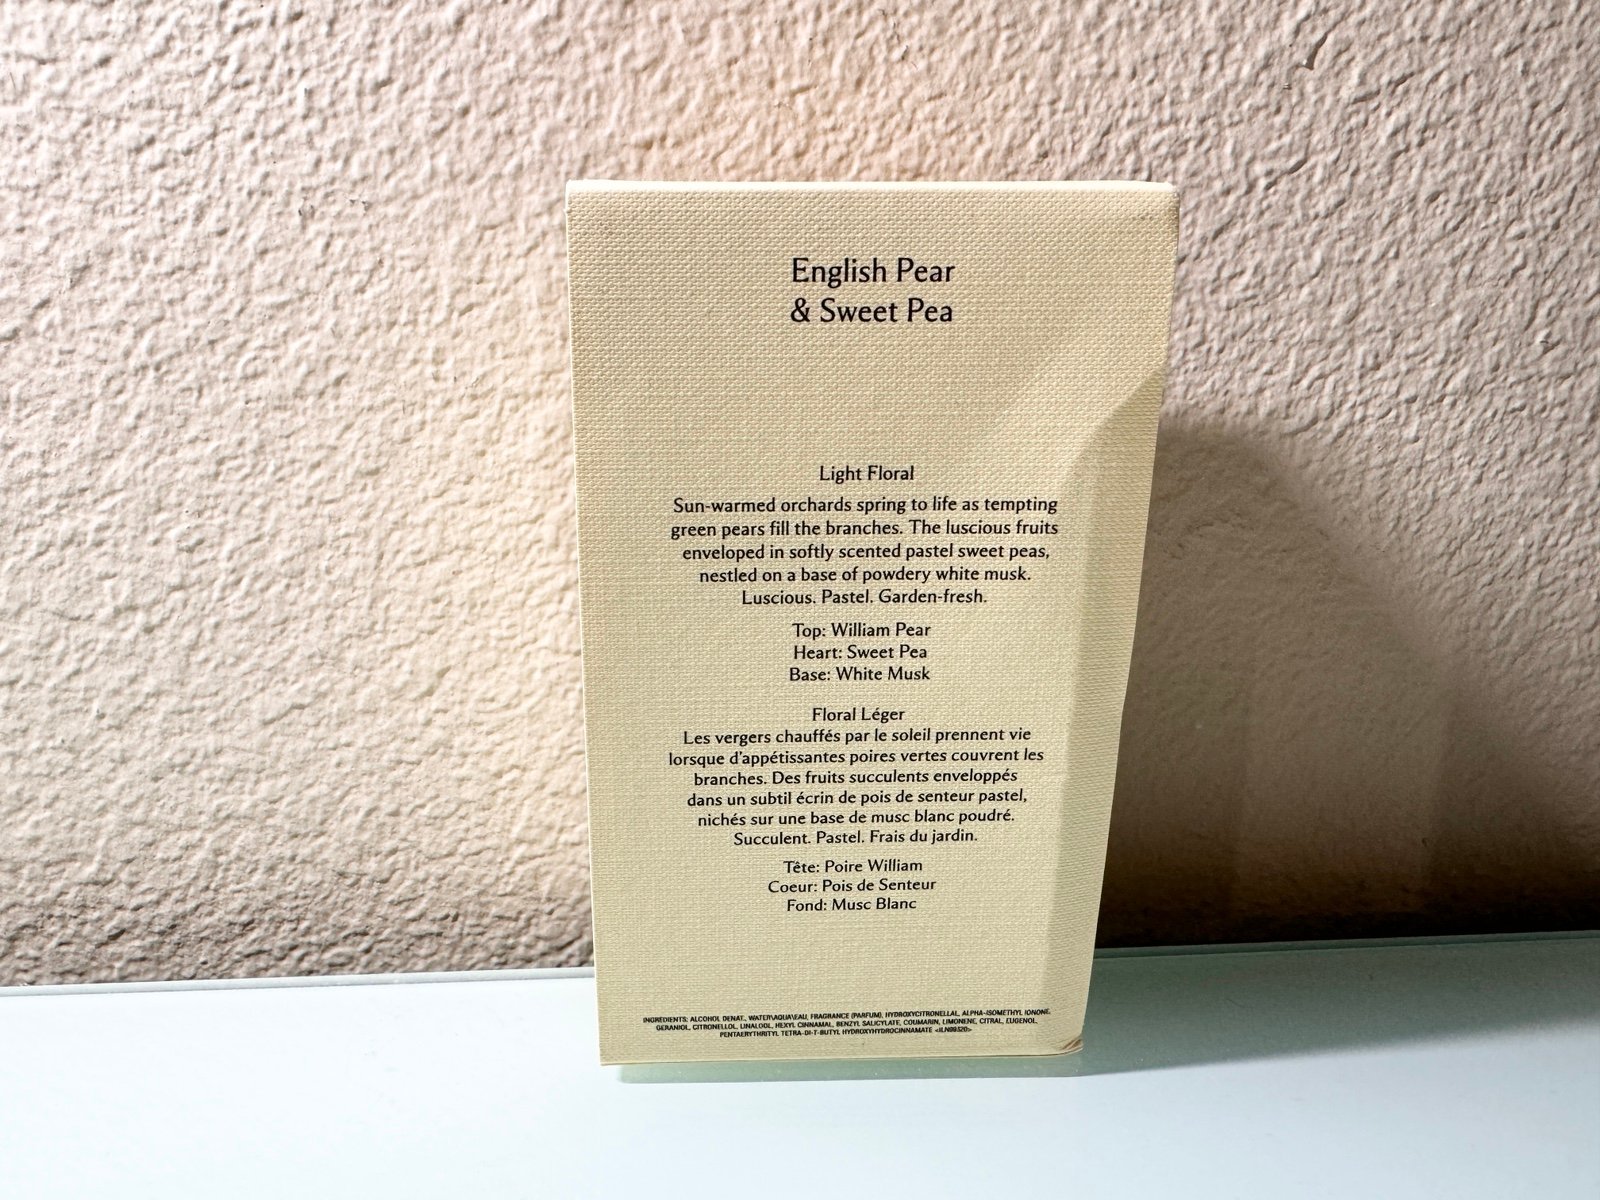 English Pear
& Sweet Pea
Light Floral
Sun-warmed orchards spring to life as tempting
green pears fill the branches. The luscious fruits
enveloped in softly scented pastel sweet peas,
nestled on a base of powdery white musk.
Luscious. Pastel. Garden-fresh.
Top: William Pear
Heart: Sweet Pea
Base: White Musk
Floral Léger
Les vergers chauffés par le soleil prennent vie
lorsque d'appétissantes poires vertes couvrent les
branches. Des fruits succulents enveloppés
dans un subtil écrin de pois de senteur pastel,
nichés sur une base de musc blanc poudré.
Succulent. Pastel. Frais du jardin.
Tête: Poire William
Coeur: Pois de Senteur
Fond: Musc Blanc
INGREDIENTS: ALCOHOL DENAT., WATER\AQUA\EAU, FRAGRANCE (PARFUM), HYDROXYCITRONELLAL, ALPHA-ISOMETHYL IONONE,
GERANIOL, CITRONELLOL, LINALOOL, HEXYL CINNAMAL, BENZYL SALICYLATE, COUMARIN, LIMONENE, CITRAL, EUGENOL,
PENTAERYTHRITYL TETRA-DI-T-BUTYL HYDROXYHYDROCINNAMATE <ILN99320>